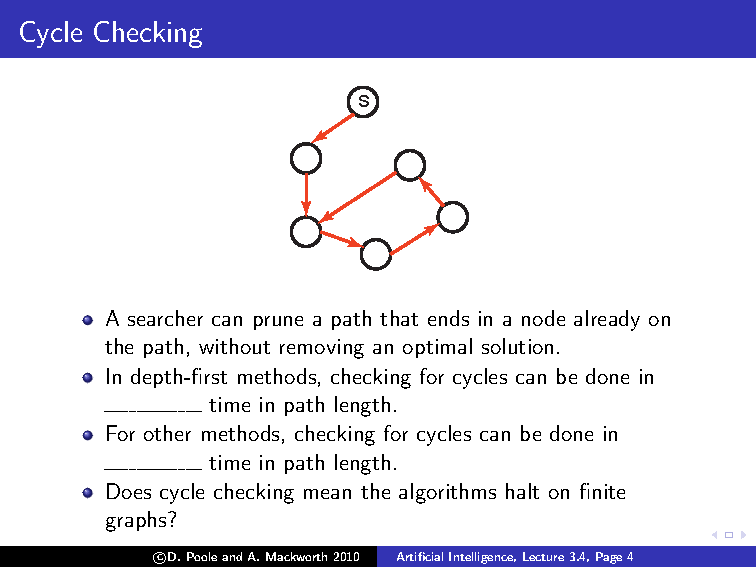 Cycle Checking
S
A searcher can prune a path that ends in a node already on
the path, without removing an optimal solution.
In depth-first methods, checking for cycles can be done in
_________ time in path length.
For other methods, checking for cycles can be done in
_________ time in path length.
Does cycle checking mean the algorithms halt on finite
graphs?
©D. Poole and A. Mackworth 2010 Artificial Intelligence, Lecture 3.4, Page 4